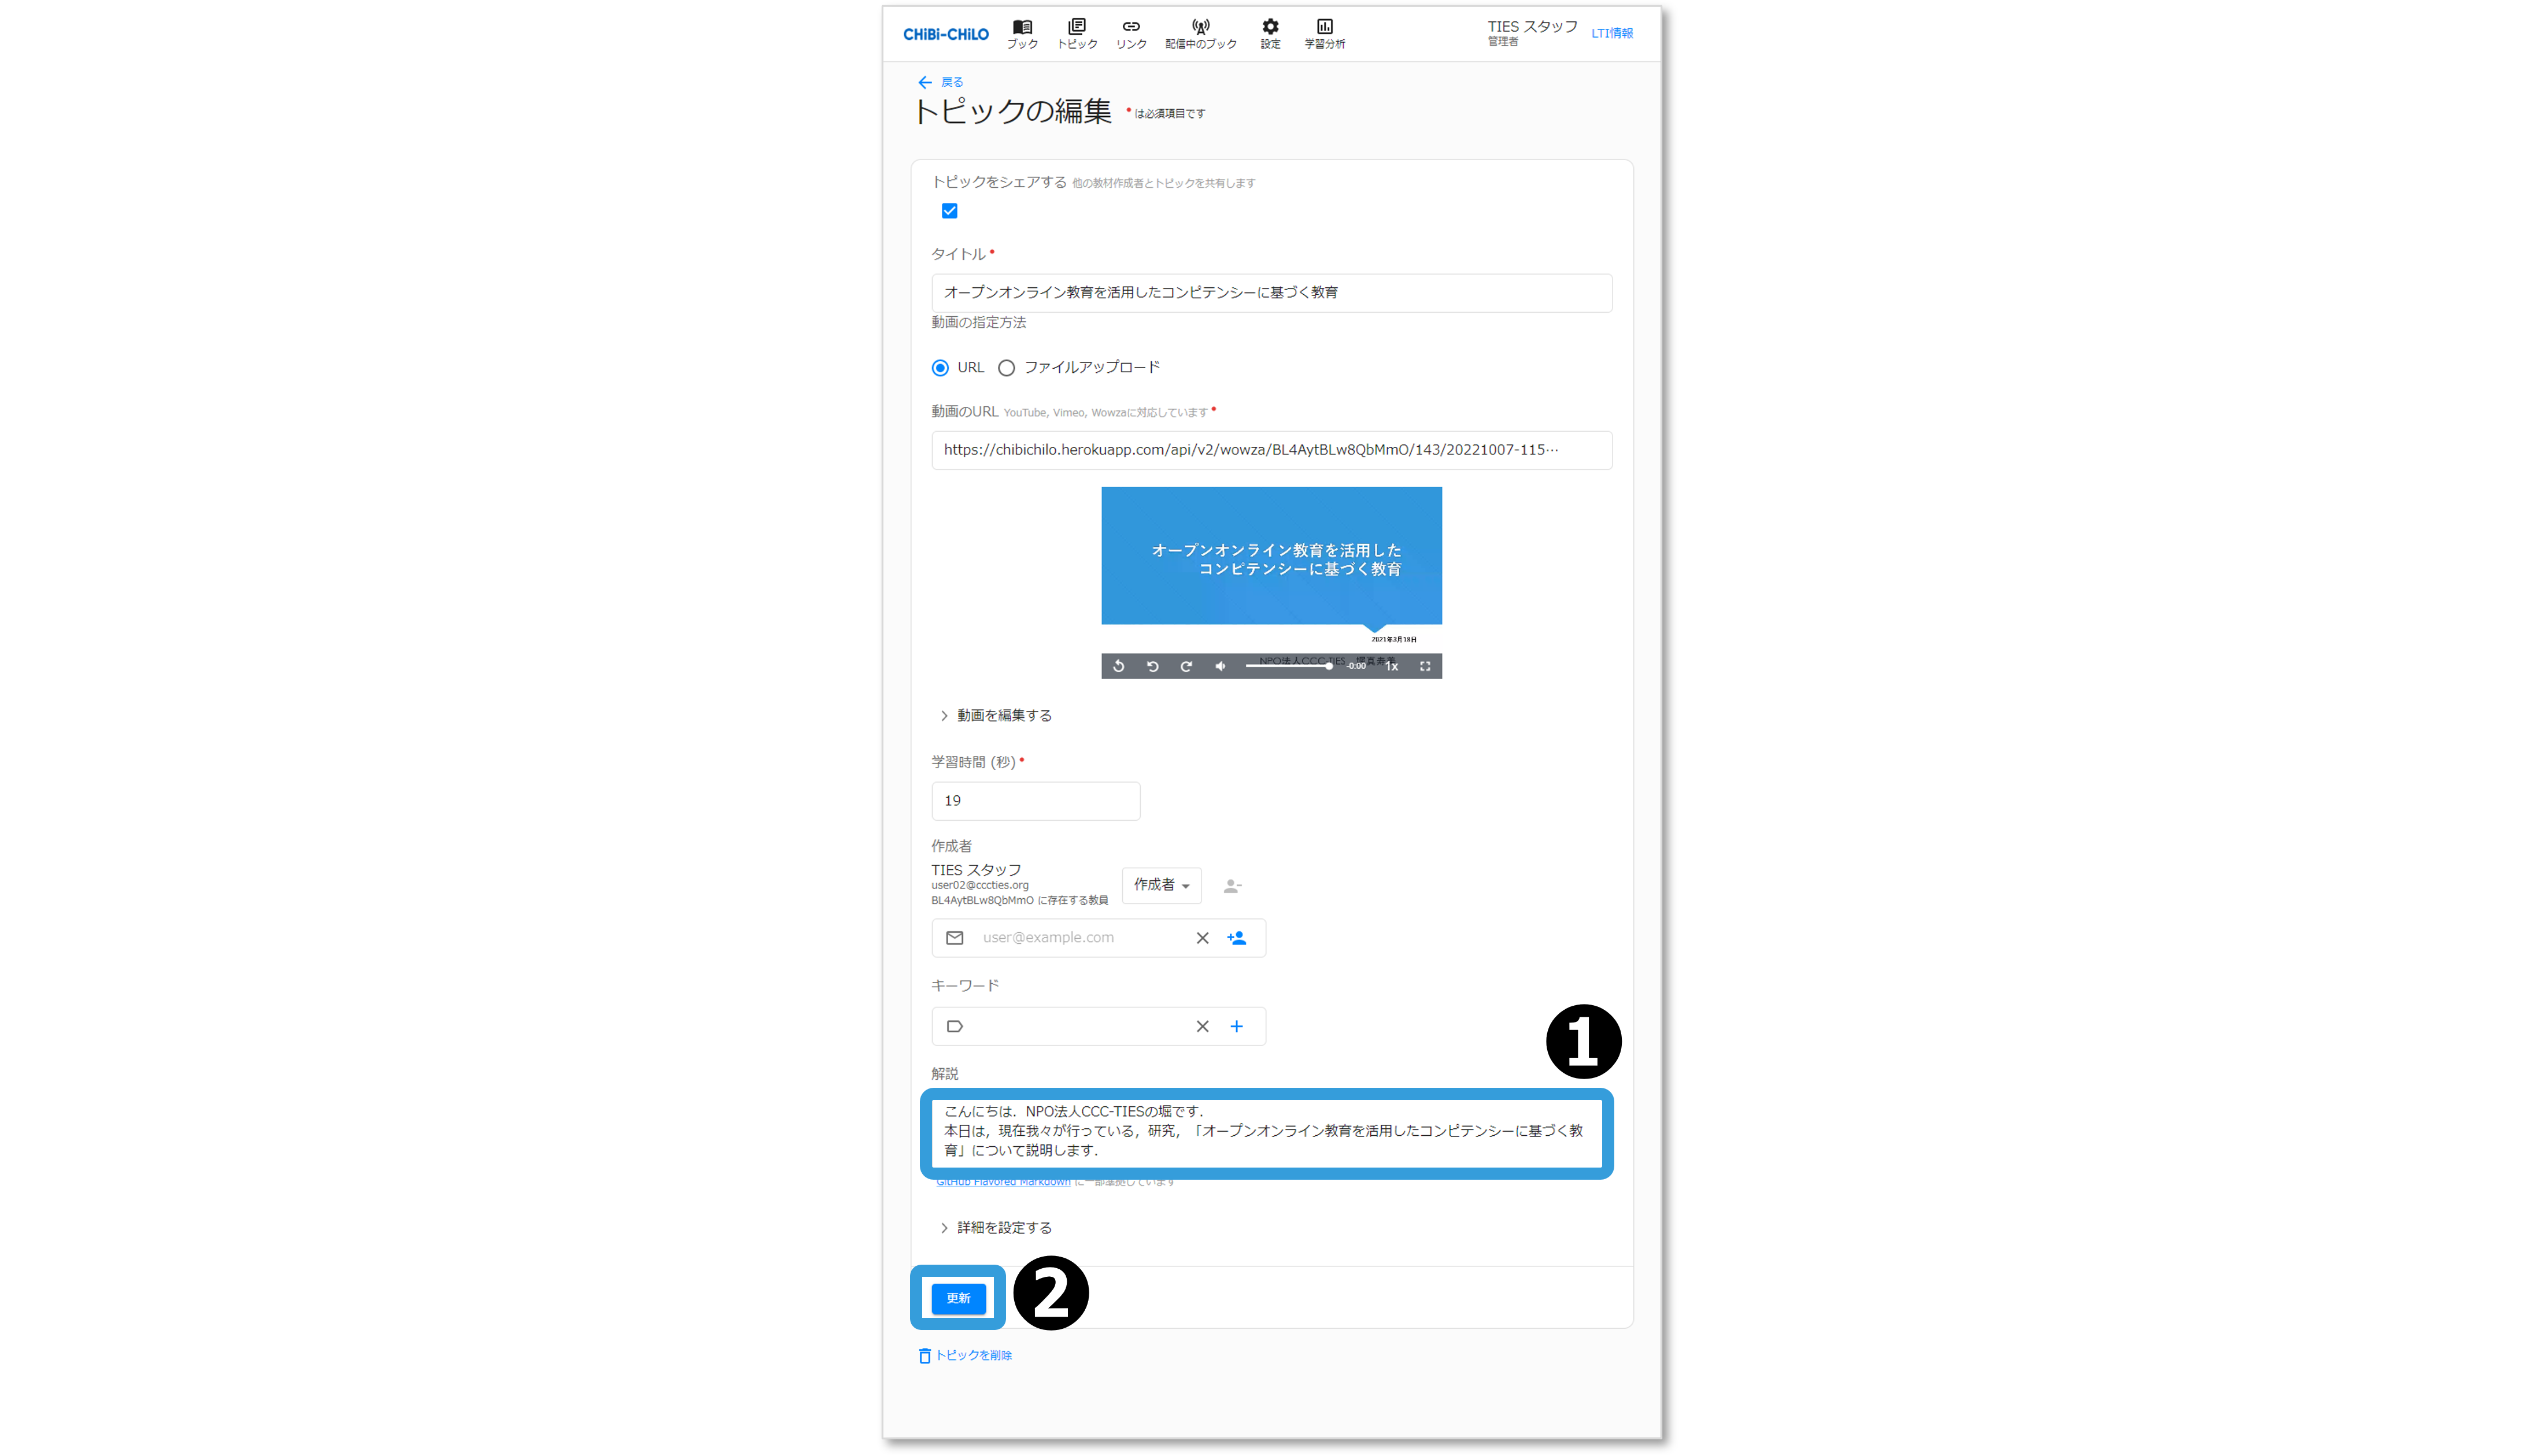 CHiBi-CHiLO
ブック
トピック
リンク
配信中のブック
設定
学習分析
TIES スタッフ
管理者
LTI情報
戻る
トピックの編集 * は必須項目です
トピックをシェアする 他の教材作成者とトピックを共有します
タイトル *
オープンオンライン教育を活用したコンピテンシーに基づく教育
動画の指定方法
URL ファイルアップロード
動画のURL YouTube, Vimeo, Wowzaに対応しています *
https://chibichilo.herokuapp.com/api/v2/wowza/BL4AytBLw8QbMmO/143/20221007-115…
オープンオンライン教育を活用した
コンピテンシーに基づく教育
2021年3月18日
NPO法人CCC-TIES 堀真寿美
-0:00 1x
動画を編集する
学習時間 (秒) *
19
作成者
TIES スタッフ
user02@cccties.org
BL4AytBLw8QbMmO に存在する教員
作成者
user@example.com
キーワード
1
解説
こんにちは．NPO法人CCC-TIESの堀です．
本日は，現在我々が行っている，研究，「オープンオンライン教育を活用したコンピテンシーに基づく教
育」について説明します．
GitHub Flavored Markdown に一部準拠しています
詳細を設定する
更新
2
トピックを削除